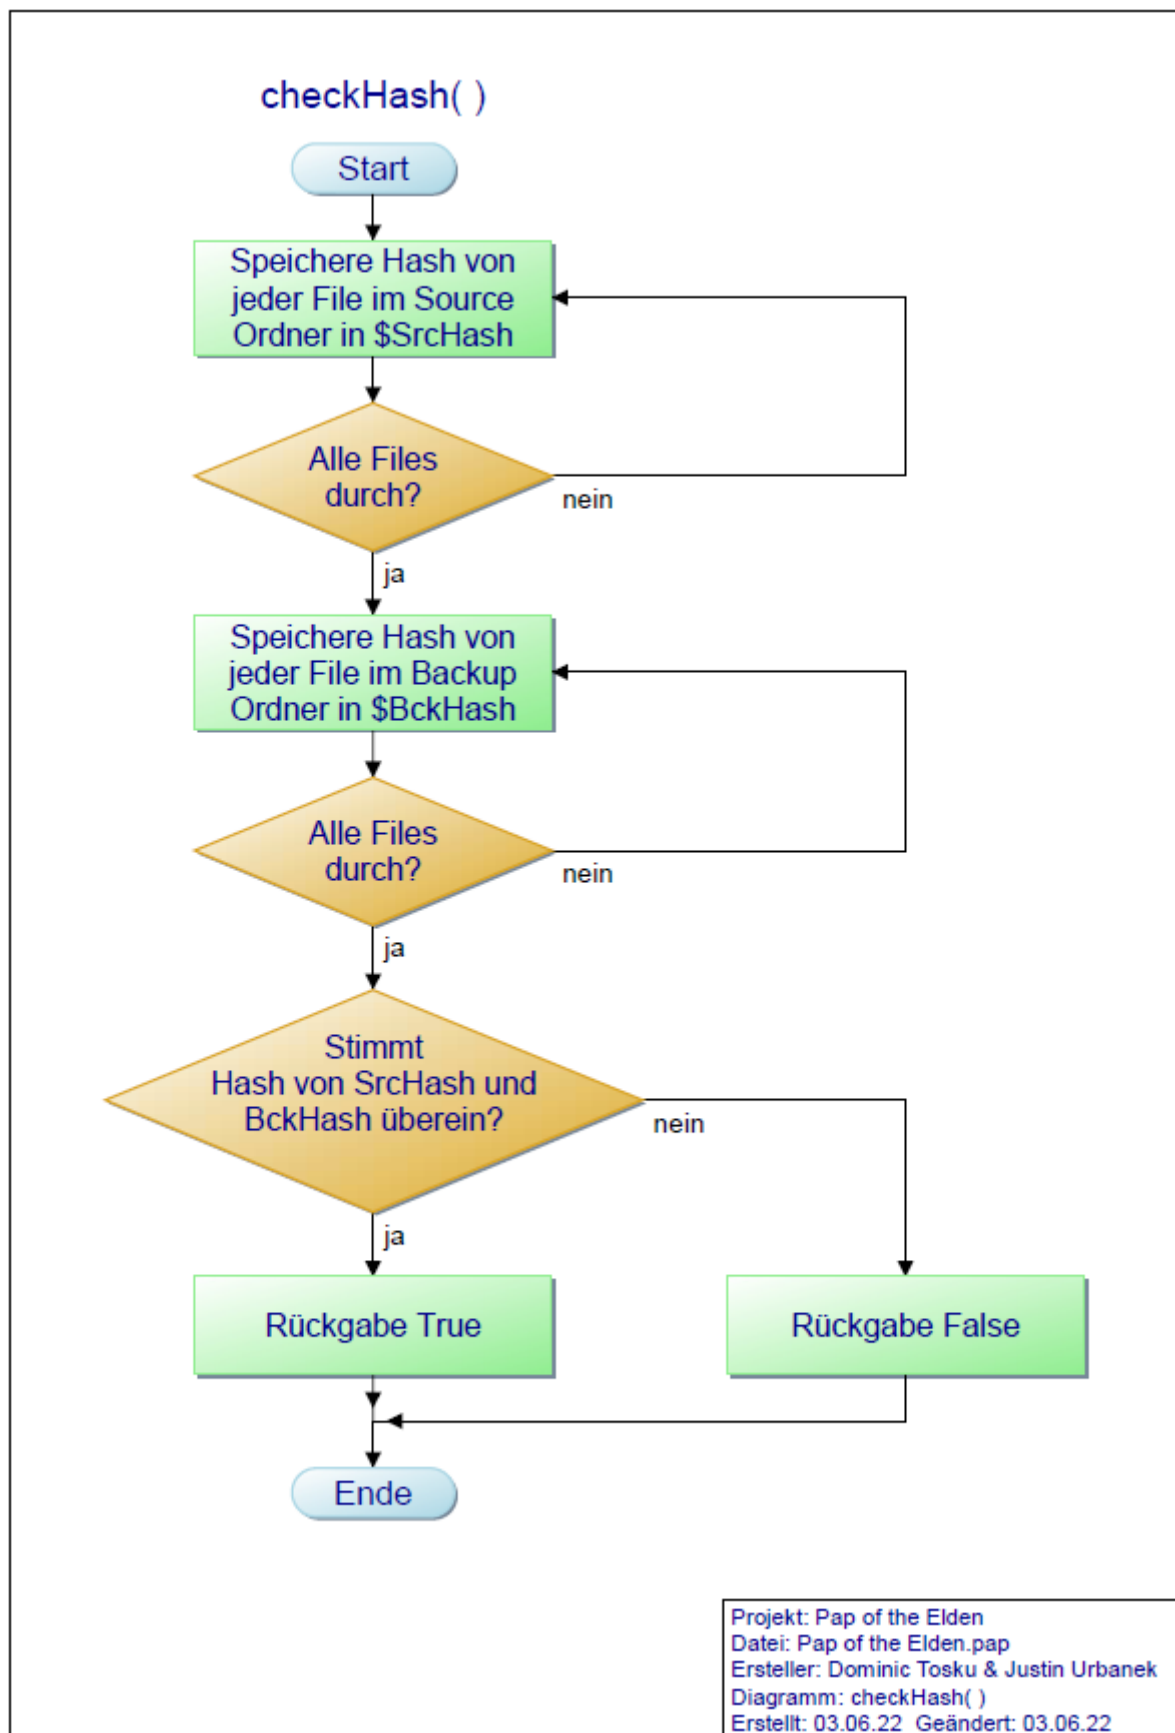 checkHash( )
Start
Speichere Hash von
jeder File im Source
Ordner in $SrcHash
Alle Files
durch?
nein
ja
Speichere Hash von
jeder File im Backup
Ordner in $BckHash
Alle Files
durch?
nein
ja
Stimmt
Hash von SrcHash und
BckHash überein?
nein
ja
Rückgabe True
Rückgabe False
Ende
Projekt: Pap of the Elden
Datei: Pap of the Elden.pap
Ersteller: Dominic Tosku & Justin Urbanek
Diagramm: checkHash( )
Erstellt: 03.06.22 Geändert: 03.06.22